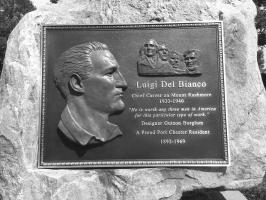 Luigi Del Bianco
Chief Carver on Mount Rushmore
1933-1940
"He is worth any three men in America
for this particular type of work."
Designer Gutzon Borglum
A Proud Port Chester Resident
1892-1969